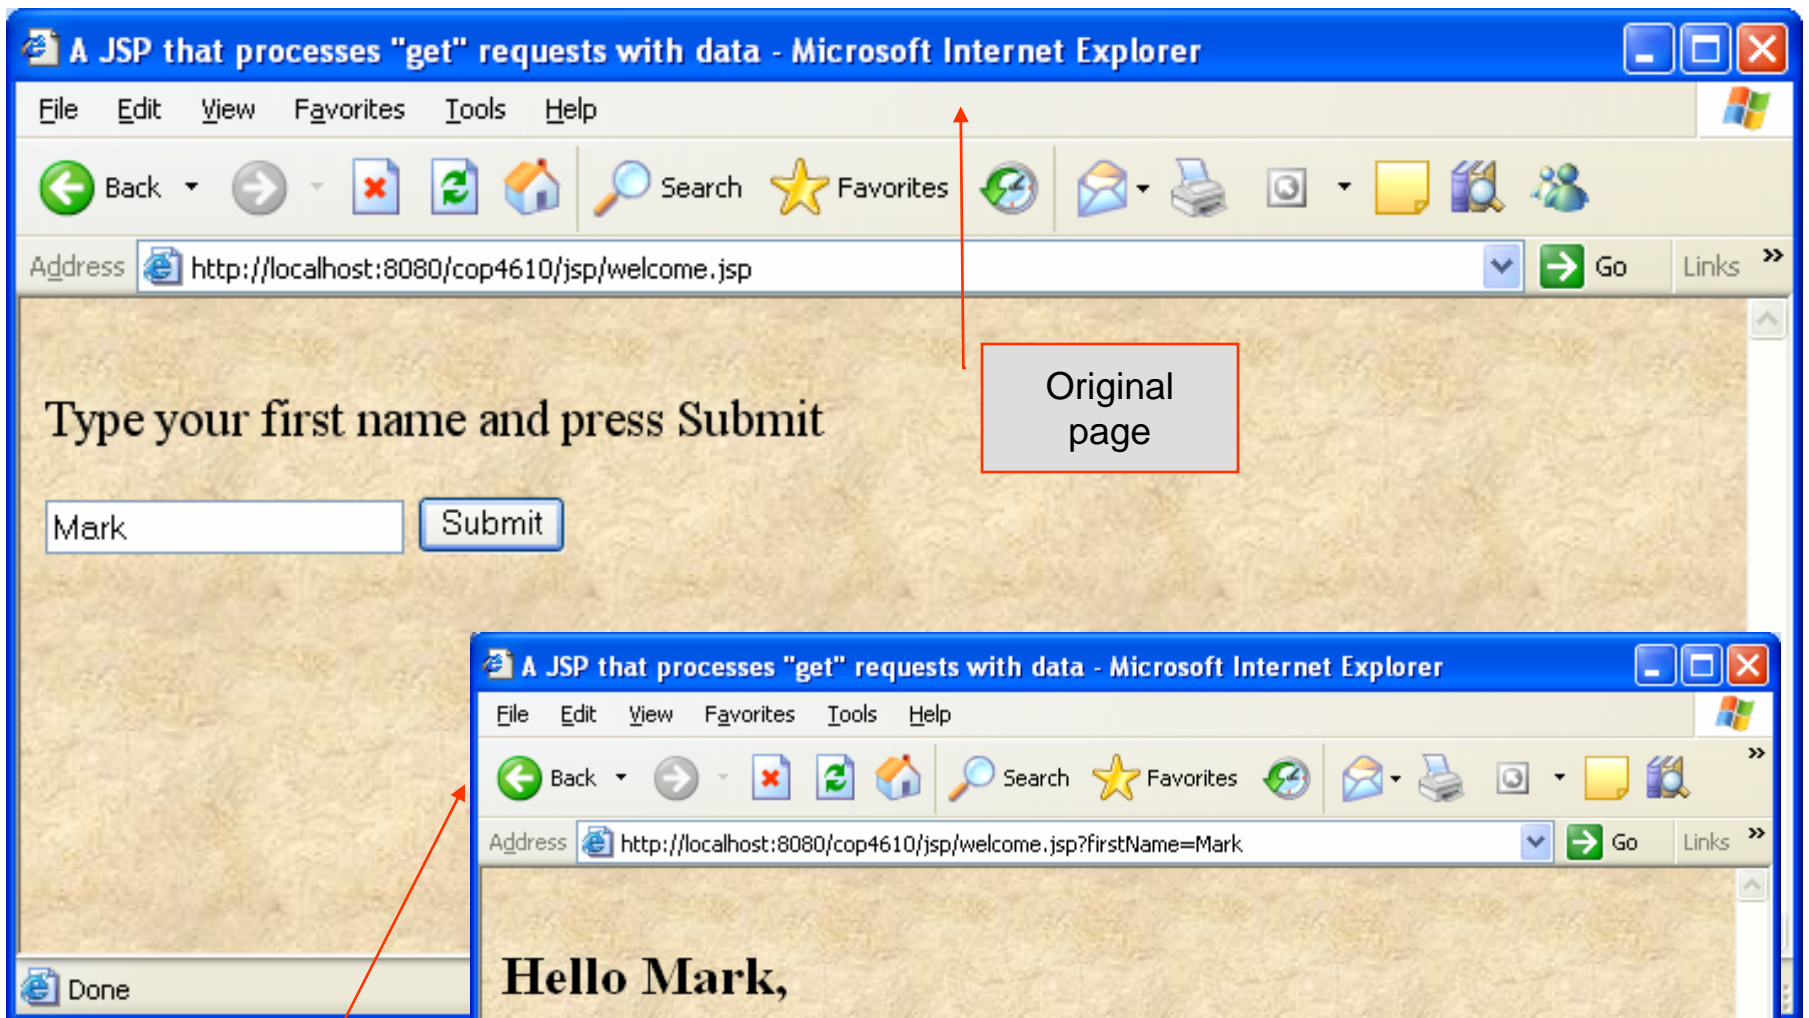 A JSP that processes "get" requests with data - Microsoft Internet Explorer
File Edit View Favorites Tools Help
Back Search Favorites
Address http://localhost:8080/cop4610/jsp/welcome.jsp Go Links »
Original
page
Type your first name and press Submit
Mark Submit
A JSP that processes "get" requests with data - Microsoft Internet Explorer
File Edit View Favorites Tools Help
Back Search Favorites »
Address http://localhost:8080/cop4610/jsp/welcome.jsp?firstName=Mark Go Links »
Hello Mark,
Done